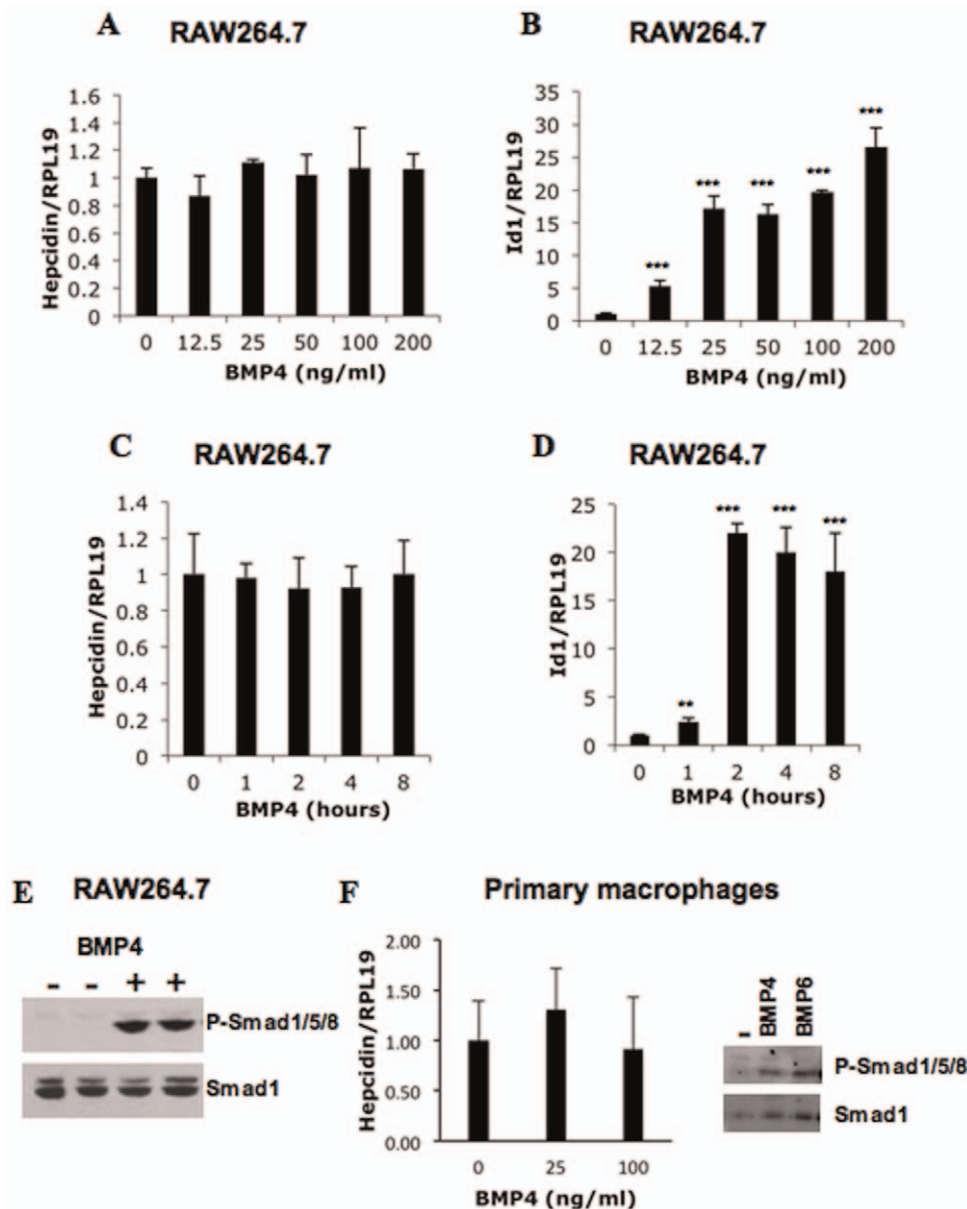 A
RAW264.7
Hepcidin/RPL19
1.6
1.4
1.2
1
0.8
0.6
0.4
0.2
0
0 12.5 25 50 100 200
BMP4 (ng/ml)
B
RAW264.7
Id1/RPL19
35
30
25
20
15
10
5
0
***
***
***
***
***
0 12.5 25 50 100 200
BMP4 (ng/ml)
C
RAW264.7
Hepcidin/RPL19
1.4
1.2
1
0.8
0.6
0.4
0.2
0
0 1 2 4 8
BMP4 (hours)
D
RAW264.7
Id1/RPL19
25
20
15
10
5
0
**
***
***
***
0 1 2 4 8
BMP4 (hours)
E
RAW264.7
BMP4
- - + +
P-Smad1/5/8
Smad1
F
Primary macrophages
Hepcidin/RPL19
2.00
1.50
1.00
0.50
0.00
0 25 100
BMP4 (ng/ml)
- BMP4 BMP6
P-Smad1/5/8
Smad1